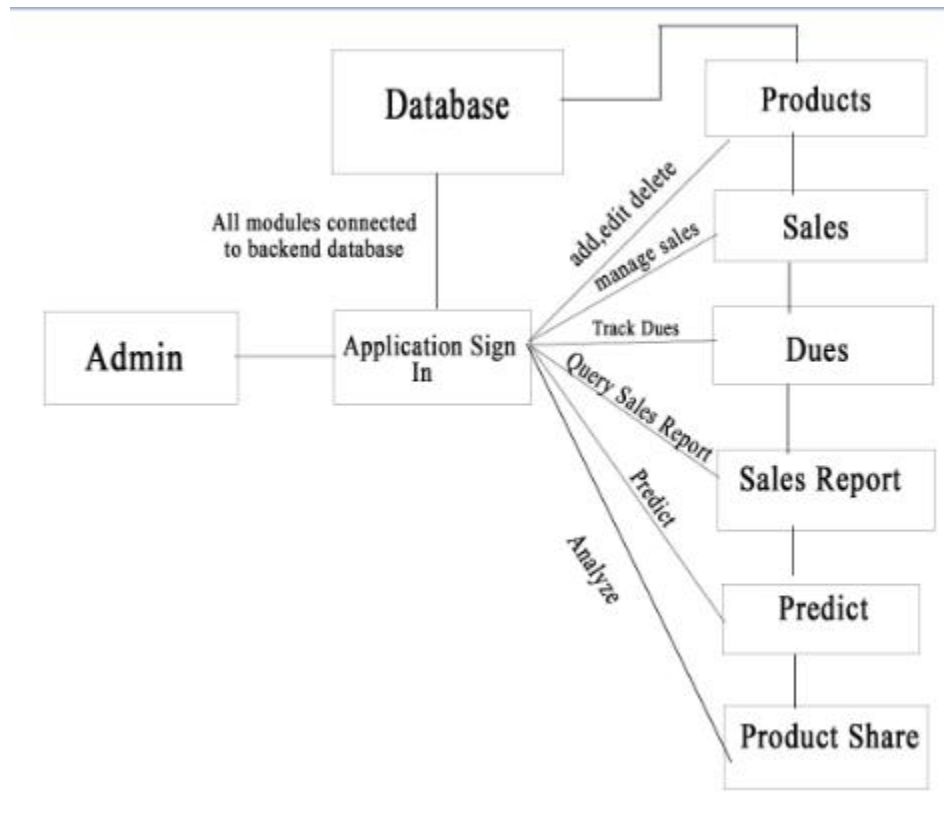 Database
Products
add,edit delete
All modules connected
to backend database
manage sales
Sales
Admin
Application Sign
In
Track Dues
Dues
Query Sales Report
Sales Report
Predict
Predict
Analyze
Product Share